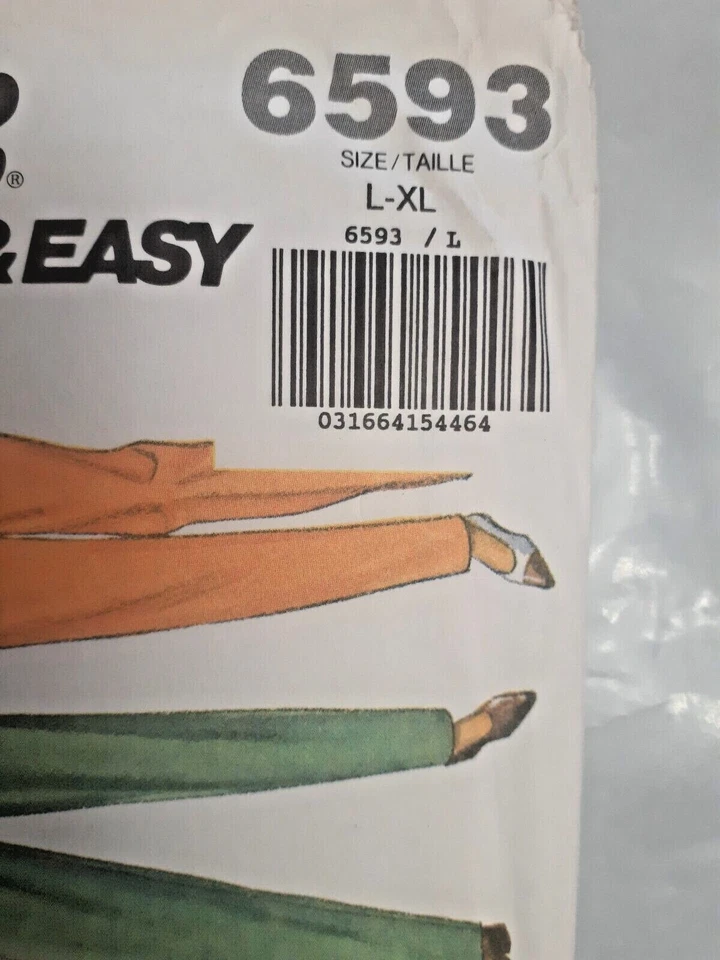 6593
SIZE/TAILLE
L-XL
®
6593 / L
&EASY
031664154464